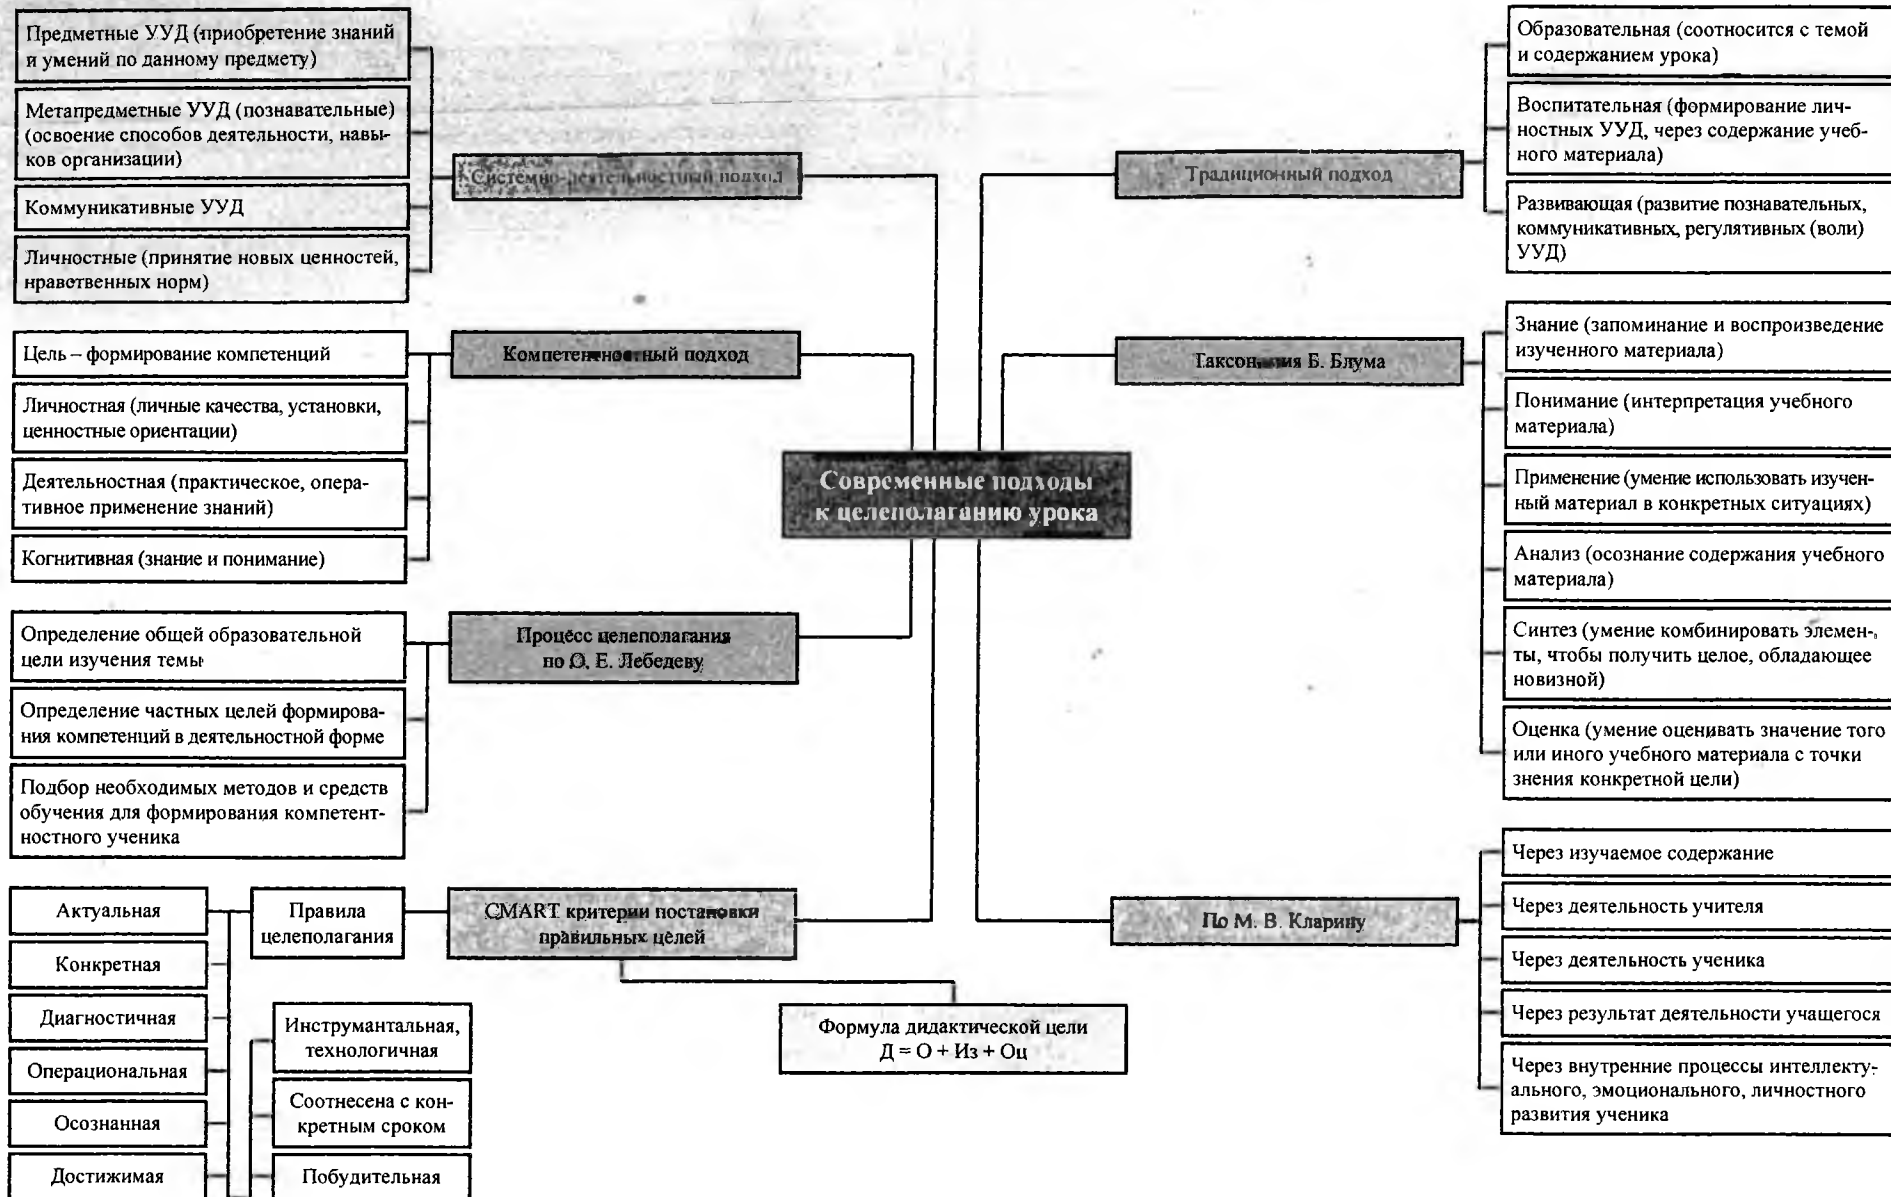 Предметные УУД (приобретение знаний
и умений по данному предмету)
Метапредметные УУД (познавательные)
(освоение способов деятельности, навы-
ков организации)
Коммуникативные УУД
Личностные (принятие новых ценностей,
нравственных норм)
Системно-деятельностный подход
Цель – формирование компетенций
Личностная (личные качества, установки,
ценностные ориентации)
Деятельностная (практическое, опера-
тивное применение знаний)
Когнитивная (знание и понимание)
Компетентностный подход
Определение общей образовательной
цели изучения темы
Определение частных целей формирова-
ния компетенций в деятельностной форме
Подбор необходимых методов и средств
обучения для формирования компетент-
ностного ученика
Процесс целеполагания
по О. Е. Лебедеву
Актуальная
Конкретная
Диагностичная
Операциональная
Осознанная
Достижимая
Правила
целеполагания
Инструмантальная,
технологичная
Соотнесена с кон-
кретным сроком
Побудительная
СМАRT критерии постановки
правильных целей
Формула дидактической цели
Д = О + Из + Оц
Современные подходы
к целеполаганию урока
Традиционный подход
Образовательная (соотносится с темой
и содержанием урока)
Воспитательная (формирование лич-
ностных УУД, через содержание учеб-
ного материала)
Развивающая (развитие познавательных,
коммуникативных, регулятивных (воли)
УУД)
Таксономия Б. Блума
Знание (запоминание и воспроизведение
изученного материала)
Понимание (интерпретация учебного
материала)
Применение (умение использовать изучен-
ный материал в конкретных ситуациях)
Анализ (осознание содержания учебного
материала)
Синтез (умение комбинировать элемен-
ты, чтобы получить целое, обладающее
новизной)
Оценка (умение оценивать значение того
или иного учебного материала с точки
знения конкретной цели)
По М. В. Кларину
Через изучаемое содержание
Через деятельность учителя
Через деятельность ученика
Через результат деятельности учащегося
Через внутренние процессы интеллекту-
ального, эмоционального, личностного
развития ученика